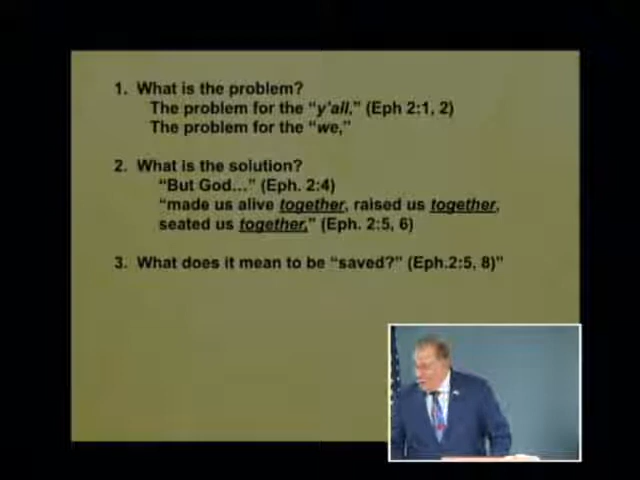 1. What is the problem?
The problem for the “y’all,” (Eph 2:1, 2)
The problem for the “we,”
2. What is the solution?
“But God…” (Eph. 2:4)
“made us alive together, raised us together,
seated us together,” (Eph. 2:5, 6)
3. What does it mean to be “saved?” (Eph.2:5, 8)”